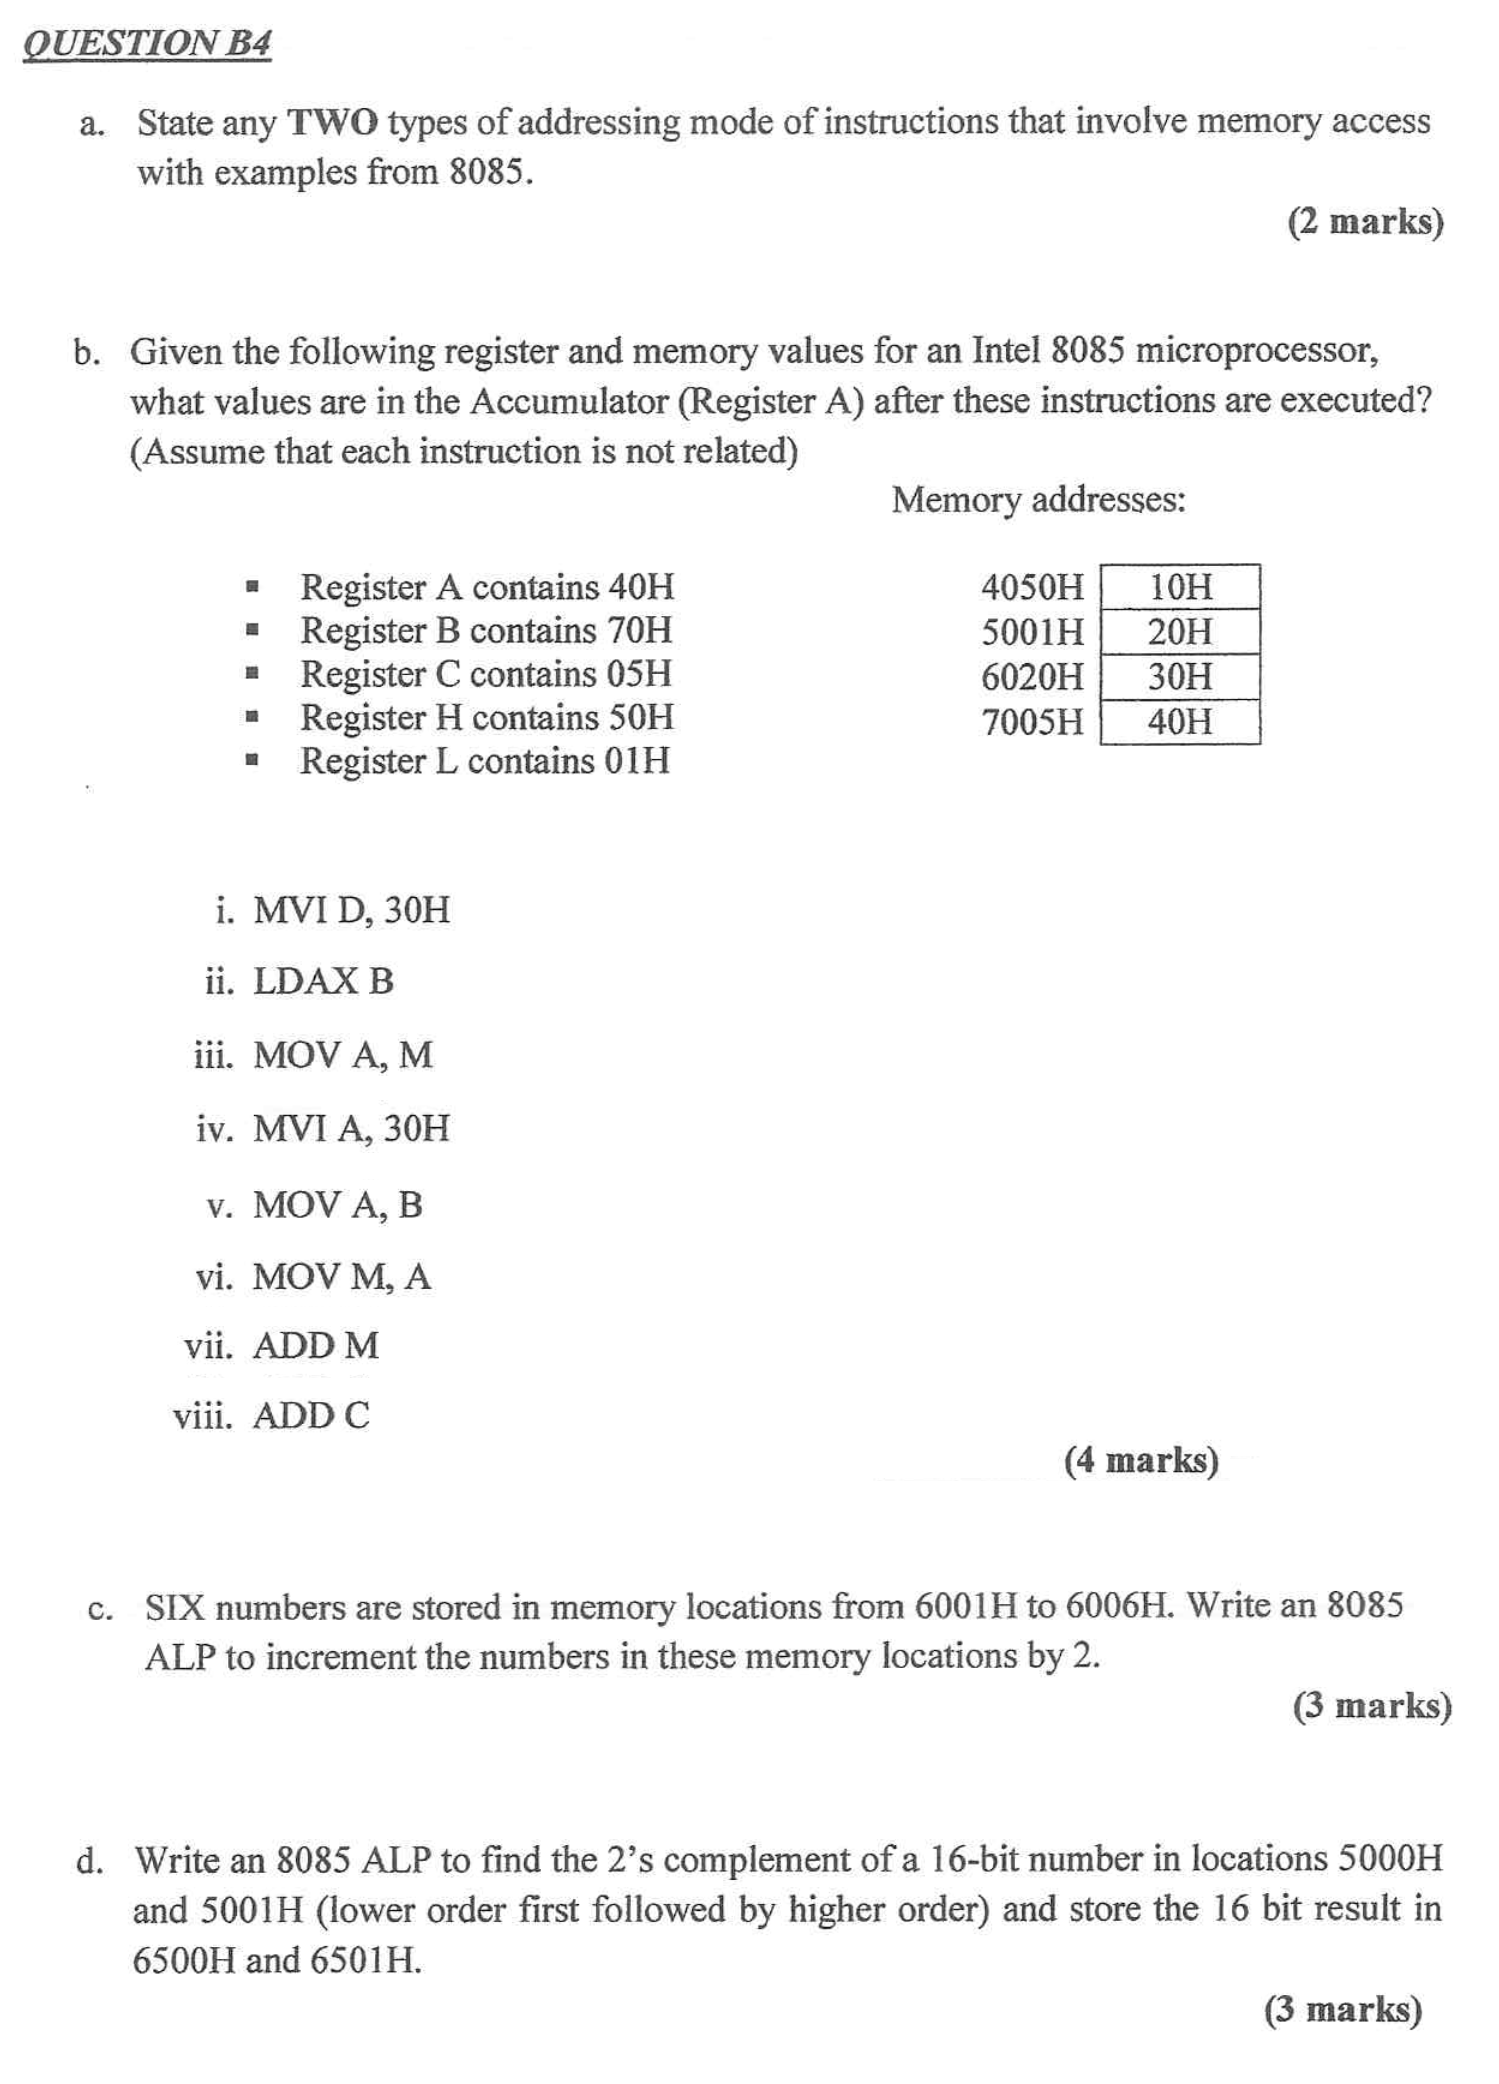 QUESTION B4
a. State any TWO types of addressing mode of instructions that involve memory access
with examples from 8085.
(2 marks)
b. Given the following register and memory values for an Intel 8085 microprocessor,
what values are in the Accumulator (Register A) after these instructions are executed?
(Assume that each instruction is not related)
Memory addresses:
▪ Register A contains 40H
▪ Register B contains 70H
▪ Register C contains 05H
▪ Register H contains 50H
▪ Register L contains 01H
4050H 10H
5001H 20H
6020H 30H
7005H 40H
i. MVI D, 30H
ii. LDAX B
iii. MOV A, M
iv. MVI A, 30H
v. MOV A, B
vi. MOV M, A
vii. ADD M
viii. ADD C
(4 marks)
c. SIX numbers are stored in memory locations from 6001H to 6006H. Write an 8085
ALP to increment the numbers in these memory locations by 2.
(3 marks)
d. Write an 8085 ALP to find the 2's complement of a 16-bit number in locations 5000H
and 5001H (lower order first followed by higher order) and store the 16 bit result in
6500H and 6501H.
(3 marks)